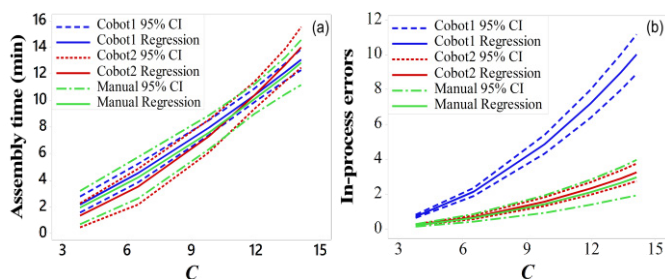 16
14
12
10
8
6
4
2
0
Assembly time (min)
Cobot1 95% CI
Cobot1 Regression
Cobot2 95% CI
Cobot2 Regression
Manual 95% CI
Manual Regression
(a)
3 6 9 12 15
C
12
10
8
6
4
2
0
In-process errors
Cobot1 95% CI
Cobot1 Regression
Cobot2 95% CI
Cobot2 Regression
Manual 95% CI
Manual Regression
(b)
3 6 9 12 15
C